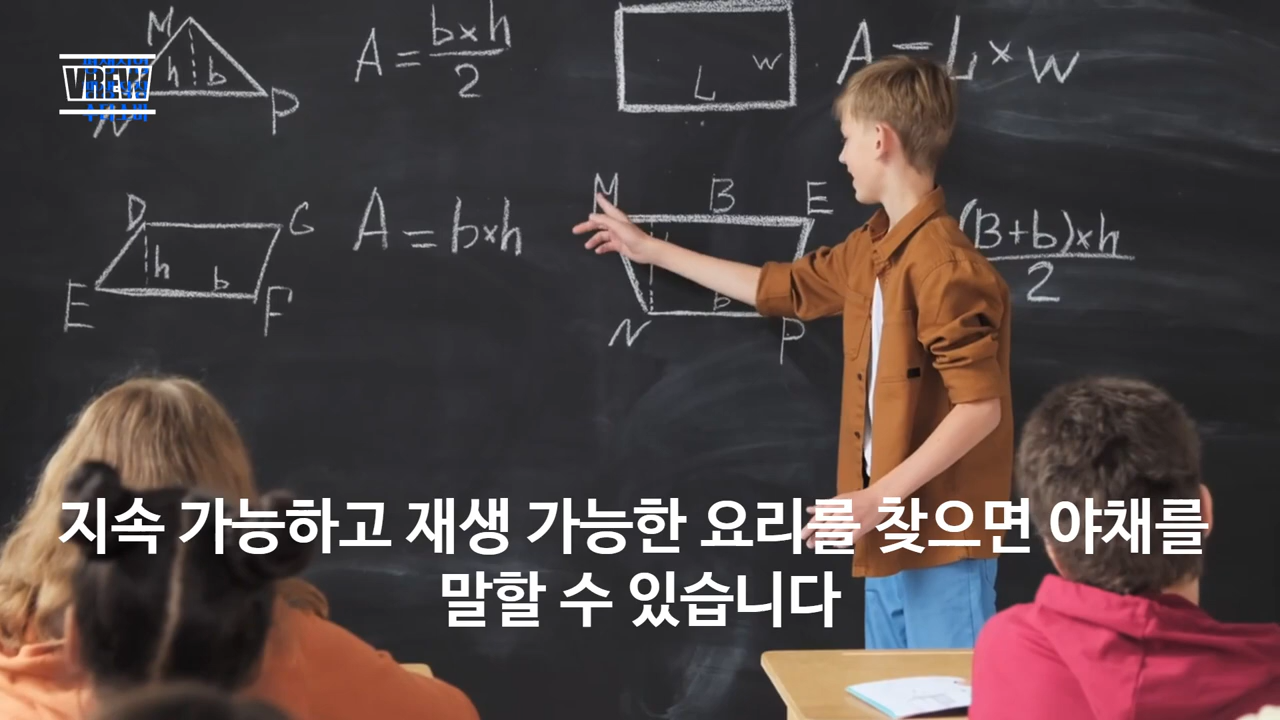 VREW
M
h
b
N
P
A = b×h
2
L
W
A = L×W
D
G
h
b
E
F
A = b×h
M
B
E
b
N
P
(B+b)×h
2
지속 가능하고 재생 가능한 요리를 찾으면 야채를
말할 수 있습니다